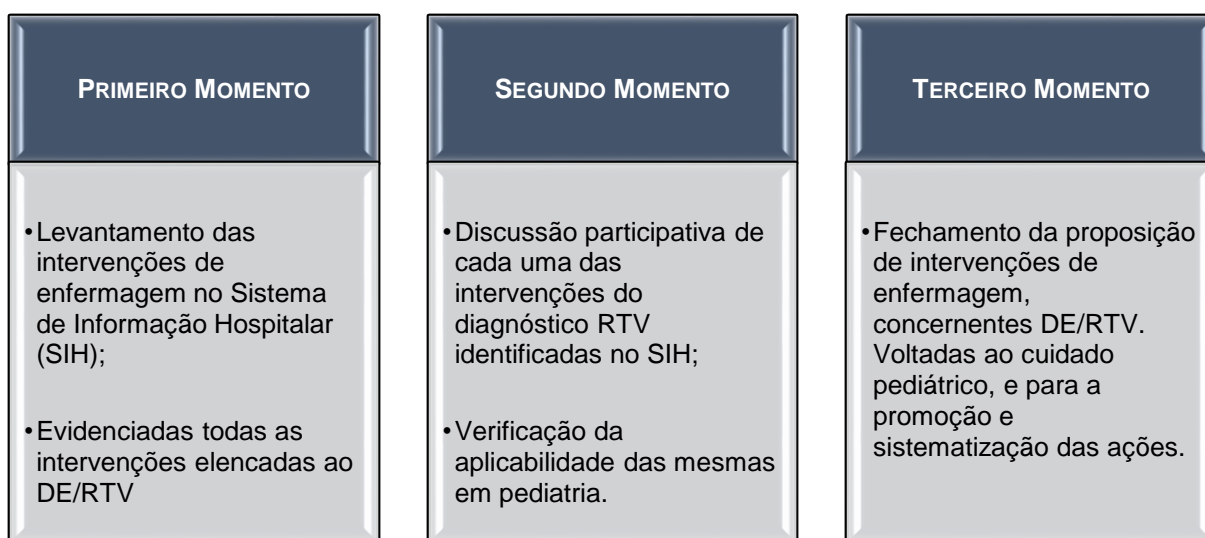 PRIMEIRO MOMENTO
•Levantamento das
intervenções de
enfermagem no Sistema
de Informação Hospitalar
(SIH);
•Evidenciadas todas as
intervenções elencadas ao
DE/RTV
SEGUNDO MOMENTO
•Discussão participativa de
cada uma das
intervenções do
diagnóstico RTV
identificadas no SIH;
•Verificação da
aplicabilidade das mesmas
em pediatria.
TERCEIRO MOMENTO
•Fechamento da proposição
de intervenções de
enfermagem,
concernentes DE/RTV.
Voltadas ao cuidado
pediátrico, e para a
promoção e
sistematização das ações.